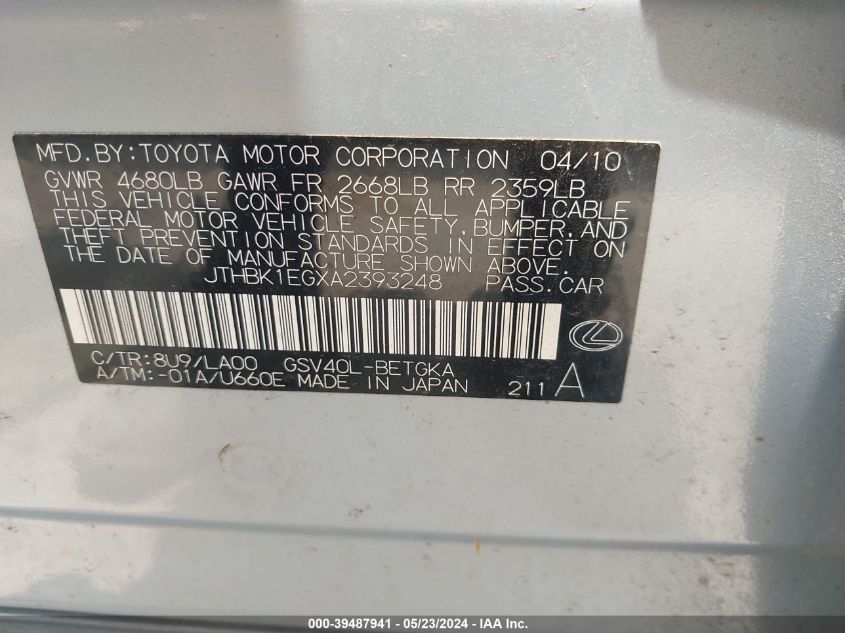 MFD.BY:TOYOTA MOTOR CORPORATION 04/10
GVWR 4680LB GAWR FR 2668LB RR 2359LB
THIS VEHICLE CONFORMS TO ALL APPLICABLE
FEDERAL MOTOR VEHICLE SAFETY,BUMPER,AND
THEFT PREVENTION STANDARDS IN EFFECT ON
THE DATE OF MANUFACTURE SHOWN ABOVE.
JTHBK1EGXA2393248 PASS.CAR
C/TR:8U9/LA00 GSV40L-BETGKA
A/TM:-01A/U660E MADE IN JAPAN 211 A
000-39487941 - 05/23/2024 - IAA Inc.